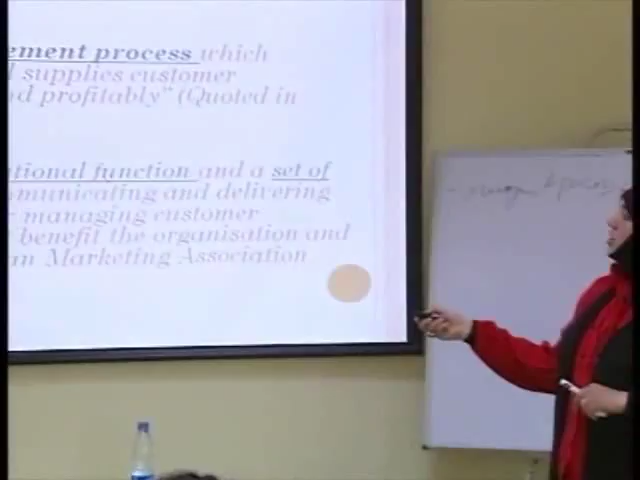 ement process which
l supplies customer
nd profitably" (Quoted in
ational function and a set of
mmunicating and delivering
r managing customer
l benefit the organisation and
an Marketing Association